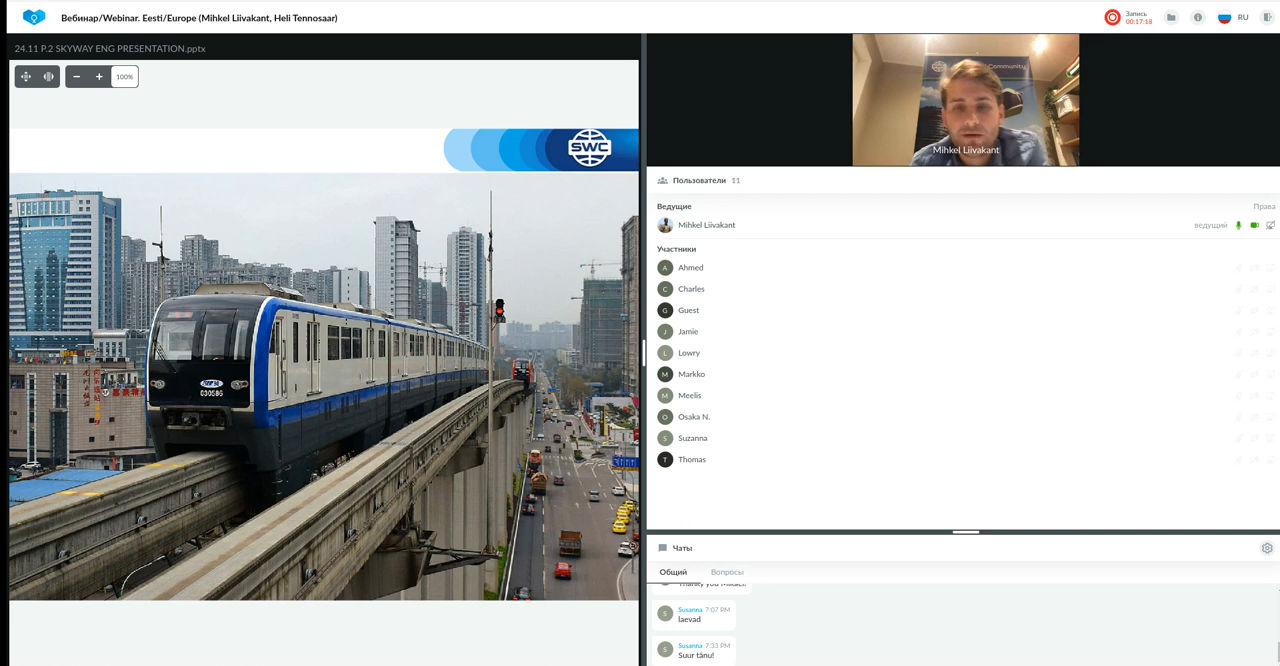 Вебинар/Webinar. Eesti/Europe (Mihkel Liivakant, Heli Tennosaar)
Запись
00:17:18
RU
24.11 P.2 SKYWAY ENG PRESENTATION.pptx
100%
SWC
030586
Community
Mihkel Liivakant
Пользователи 11
Ведущие Права
Mihkel Liivakant ведущий
Участники
A Ahmed
C Charles
G Guest
J Jamie
L Lowry
M Markko
M Meelis
O Osaka N.
S Suzanna
T Thomas
Чаты
Общий Вопросы
S Susanna 7:07 PM
laevad
S Susanna 7:33 PM
Suur tänu!